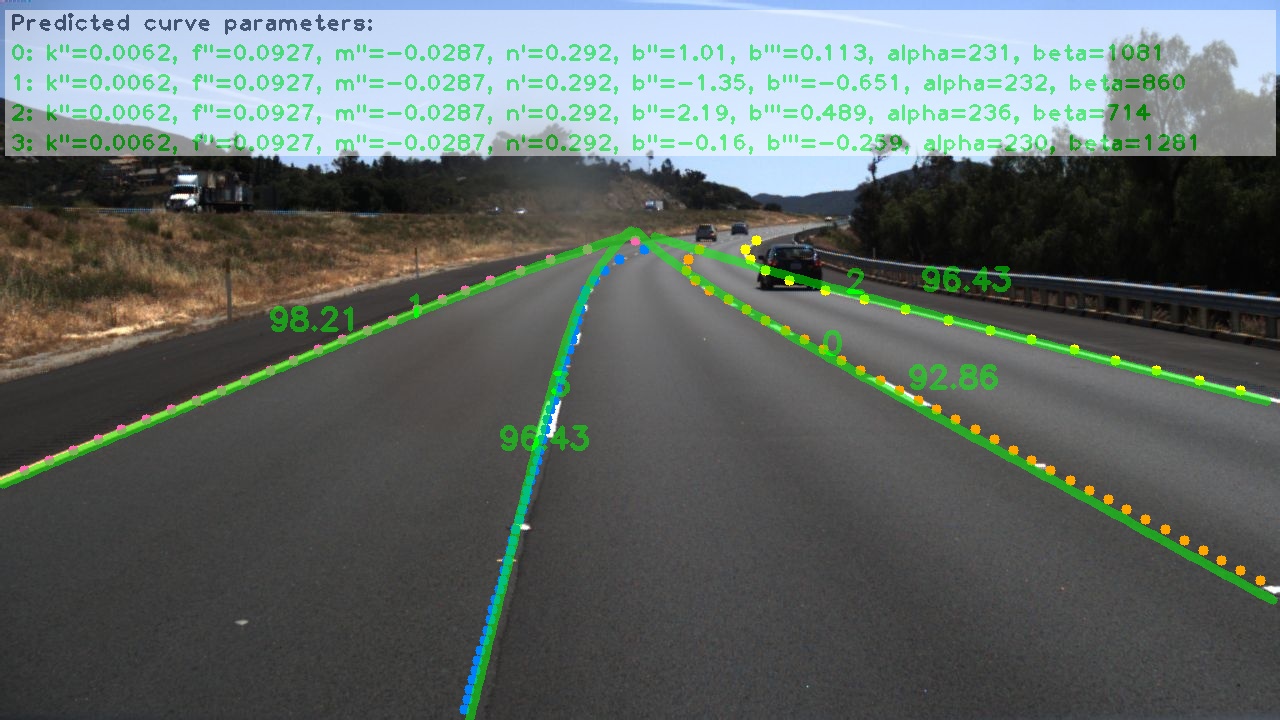 Predicted curve parameters:
0: k''=0.0062, f''=0.0927, m''=−0.0287, n'=0.292, b''=1.01, b'''=0.113, alpha=231, beta=1081
1: k''=0.0062, f''=0.0927, m''=−0.0287, n'=0.292, b''=−1.35, b'''=−0.651, alpha=232, beta=860
2: k''=0.0062, f''=0.0927, m''=−0.0287, n'=0.292, b''=2.19, b'''=0.489, alpha=236, beta=714
3: k''=0.0062, f''=0.0927, m''=−0.0287, n'=0.292, b''=−0.16, b'''=−0.259, alpha=230, beta=1281
2 96.43
1
98.21
0
92.86
3
96.43